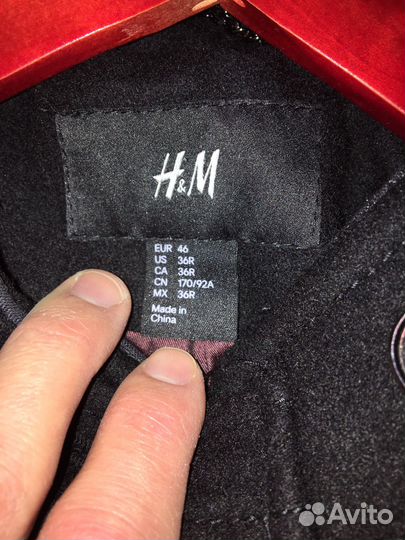 H&M
EUR 46
US 36R
CA 36R
CN 170/92A
MX 36R
Made in
China
Avito